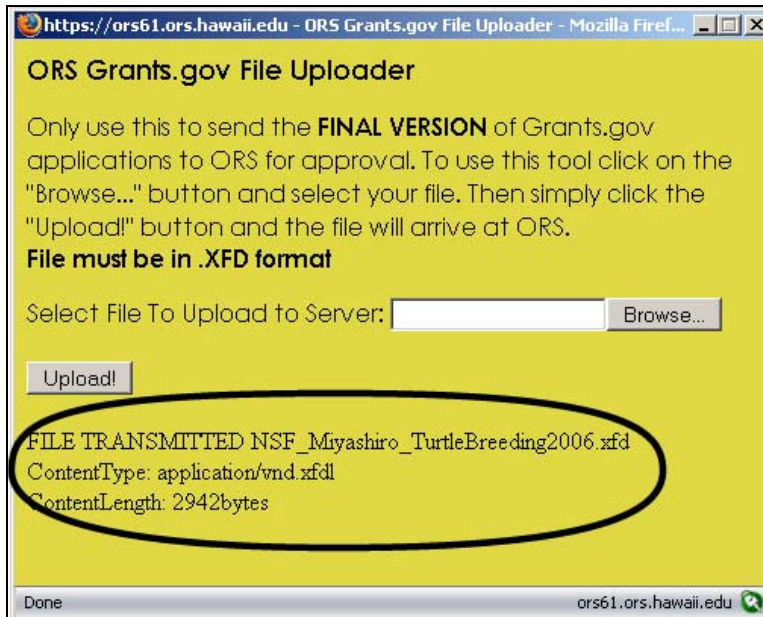 https://ors61.ors.hawaii.edu - ORS Grants.gov File Uploader - Mozilla Firef...
ORS Grants.gov File Uploader
Only use this to send the FINAL VERSION of Grants.gov
applications to ORS for approval. To use this tool click on the
"Browse..." button and select your file. Then simply click the
"Upload!" button and the file will arrive at ORS.
File must be in .XFD format
Select File To Upload to Server: Browse...
Upload!
FILE TRANSMITTED NSF_Miyashiro_TurtleBreeding2006.xfd
ContentType: application/vnd.xfdl
ContentLength: 2942bytes
Done ors61.ors.hawaii.edu